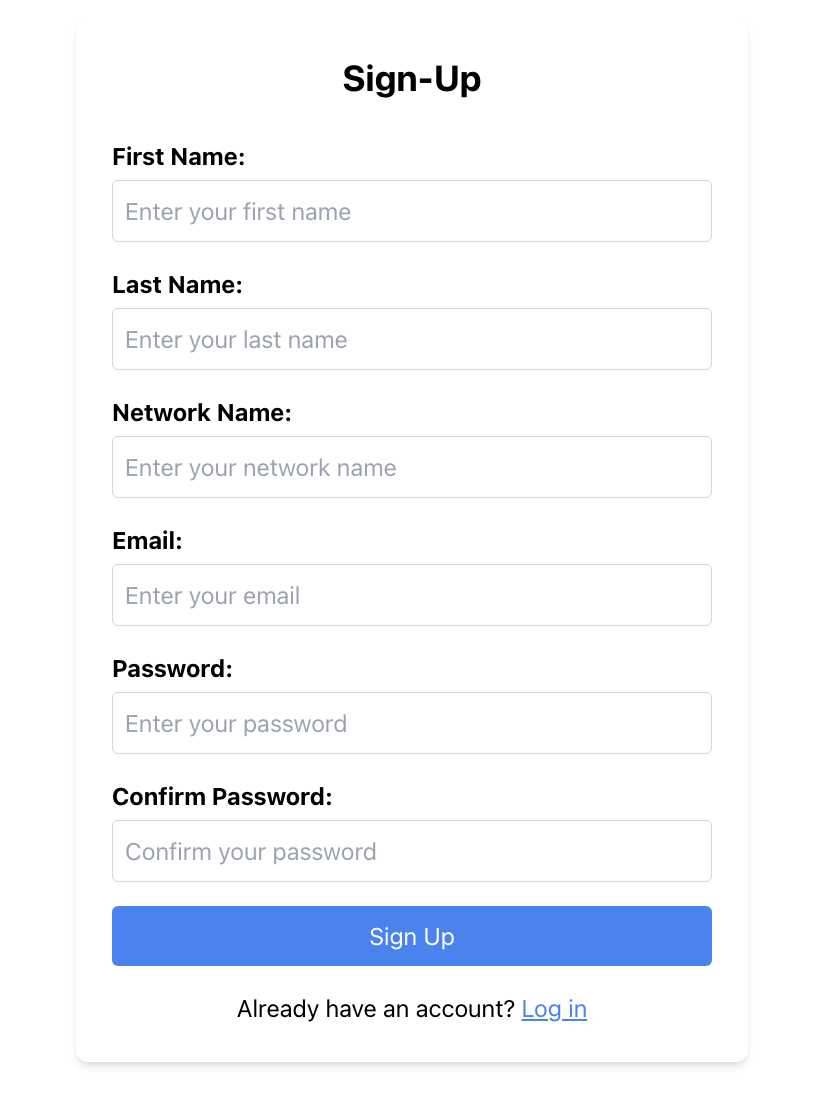 Sign-Up
First Name:
Enter your first name
Last Name:
Enter your last name
Network Name:
Enter your network name
Email:
Enter your email
Password:
Enter your password
Confirm Password:
Confirm your password
Sign Up
Already have an account? Log in